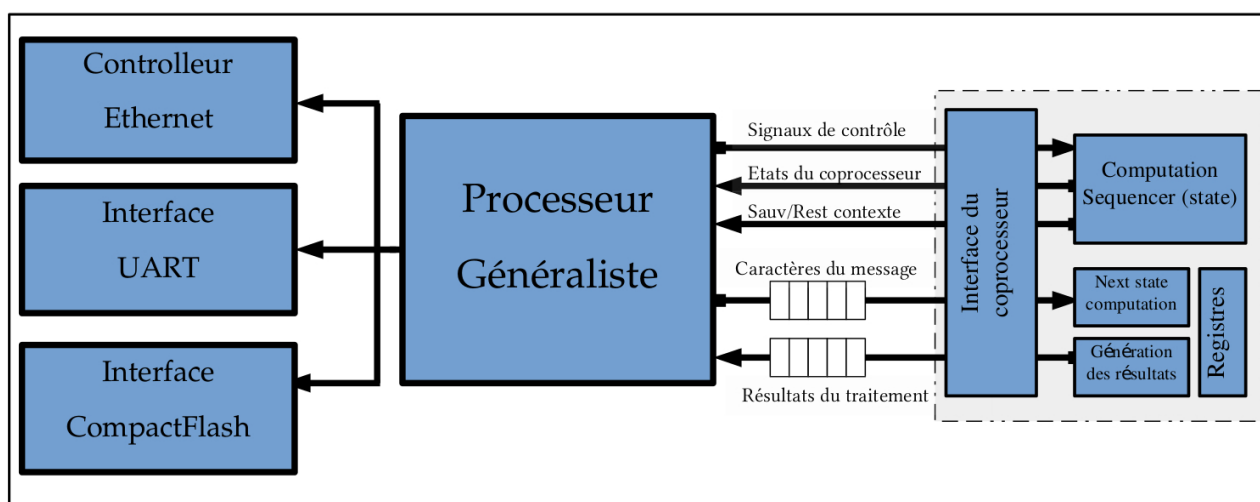 Controlleur
Ethernet
Interface
UART
Interface
CompactFlash
Processeur
Généraliste
Signaux de contrôle
Etats du coprocesseur
Sauv/Rest contexte
Caractères du message
Résultats du traitement
Interface du
coprocesseur
Computation
Sequencer (state)
Next state
computation
Génération
des résultats
Registres